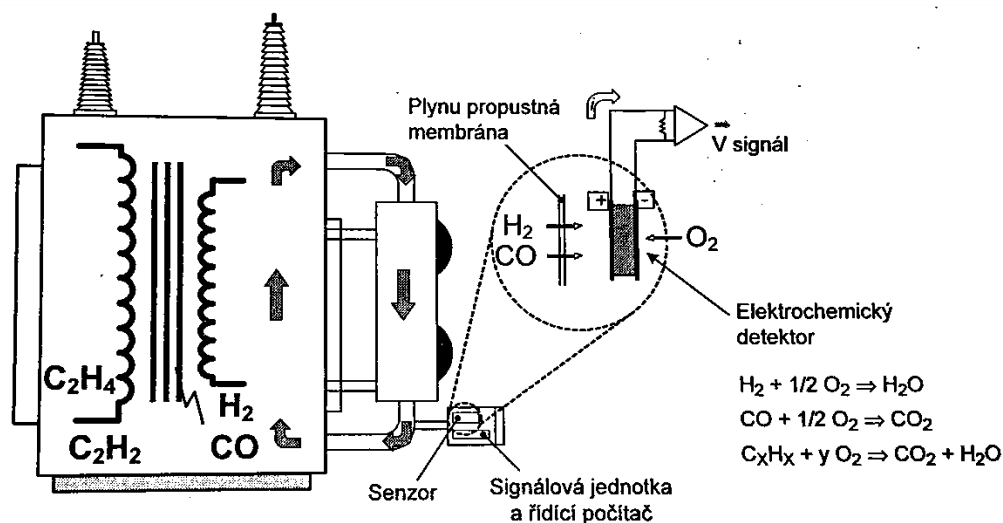 Plynu propustná
membrána
V signál
+
-
H₂
CO
O₂
Elektrochemický
detektor
C₂H₄
C₂H₂
H₂
CO
H₂ + 1/2 O₂ ⇒ H₂O
CO + 1/2 O₂ ⇒ CO₂
CₓHₓ + y O₂ ⇒ CO₂ + H₂O
Senzor
Signálová jednotka
a řídící počítač